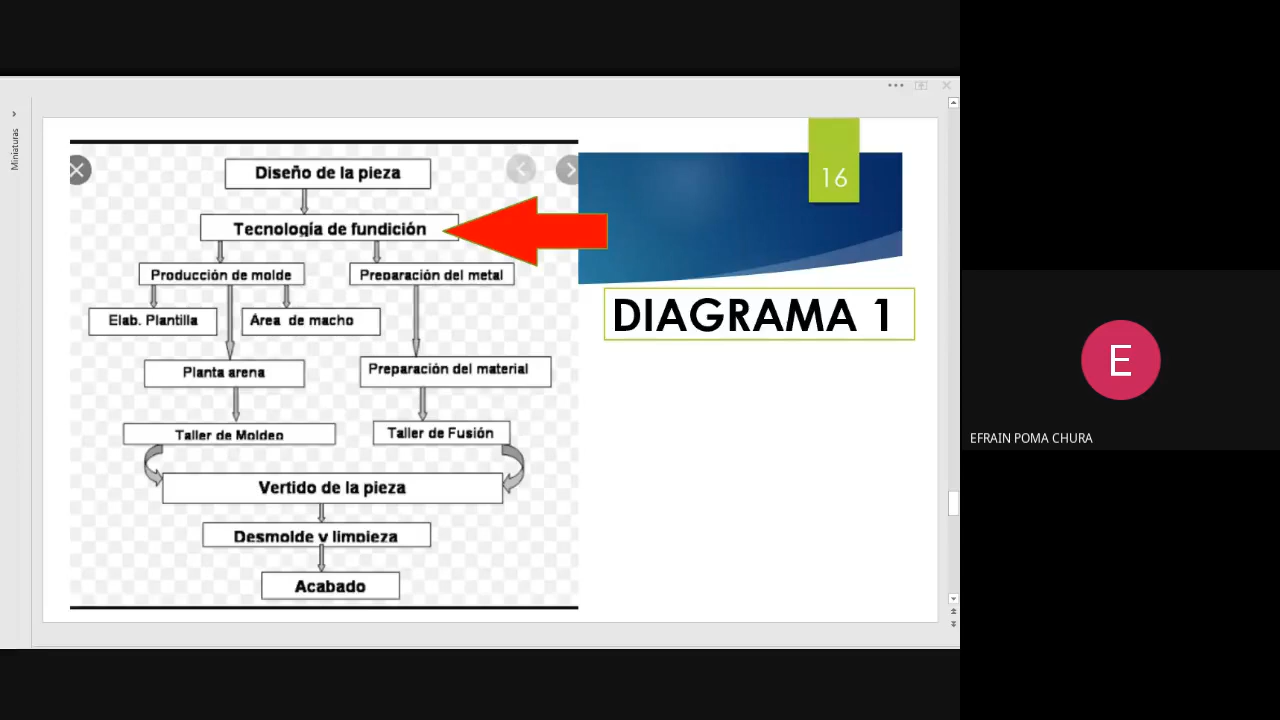 Miniaturas
16
Diseño de la pieza
Tecnología de fundición
Producción de molde
Preparación del metal
DIAGRAMA 1
Elab. Plantilla
Área de macho
Planta arena
Preparación del material
Taller de Moldeo
Taller de Fusión
Vertido de la pieza
Desmolde y limpieza
Acabado
E
EFRAIN POMA CHURA